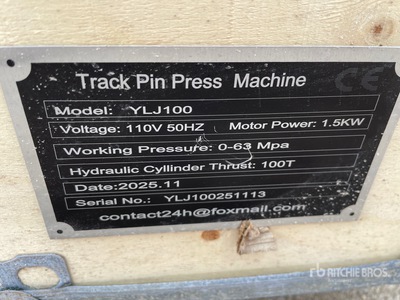 Track Pin Press Machine CE
Model: YLJ100
Voltage: 110V 50HZ Motor Power: 1.5KW
Working Pressure: 0-63 Mpa
Hydraulic Cyllinder Thrust: 100T
Date:2025.11
Serial No.: YLJ100251113
contact24h@foxmail.com
rb RITCHIE BROS.